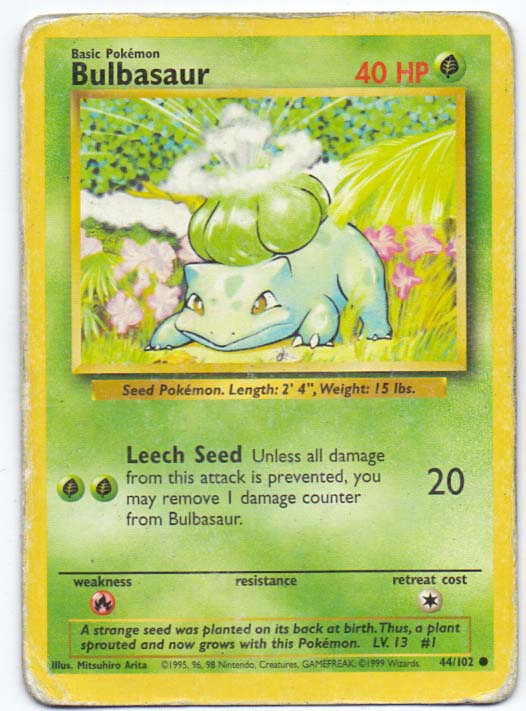 Basic Pokémon
Bulbasaur 40 HP
Seed Pokémon. Length: 2' 4", Weight: 15 lbs.
Leech Seed Unless all damage
from this attack is prevented, you
may remove 1 damage counter
from Bulbasaur.
20
weakness resistance retreat cost
A strange seed was planted on its back at birth. Thus, a plant
sprouted and now grows with this Pokémon. LV. 13 #1
Illus. Mitsuhiro Arita ©1995, 96, 98 Nintendo, Creatures, GAMEFREAK. ©1999 Wizards. 44/102 ●